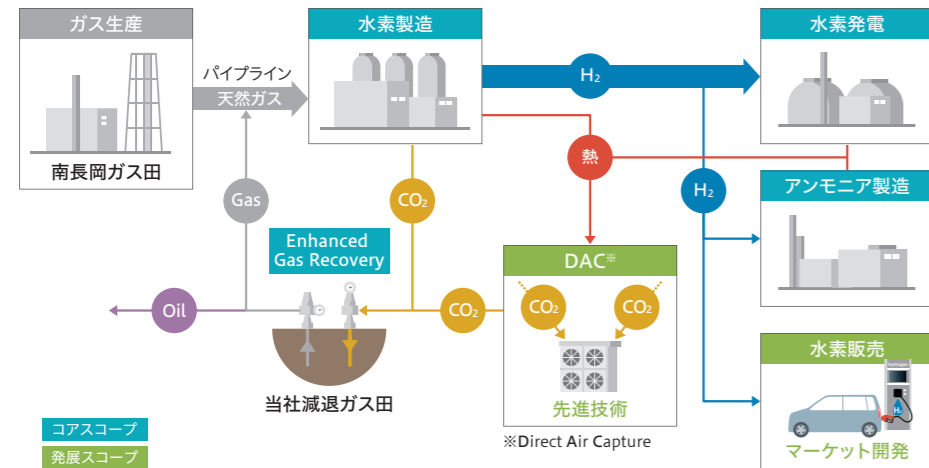 ガス生産
南長岡ガス田
パイプライン
天然ガス
水素製造
H₂
水素発電
熱
Gas
CO₂
H₂
アンモニア製造
Enhanced
Gas Recovery
DAC※
CO₂
CO₂
Oil
CO₂
水素販売
Hydrogen
H₂
当社減退ガス田
先進技術
マーケット開発
※Direct Air Capture
コアスコープ
発展スコープ